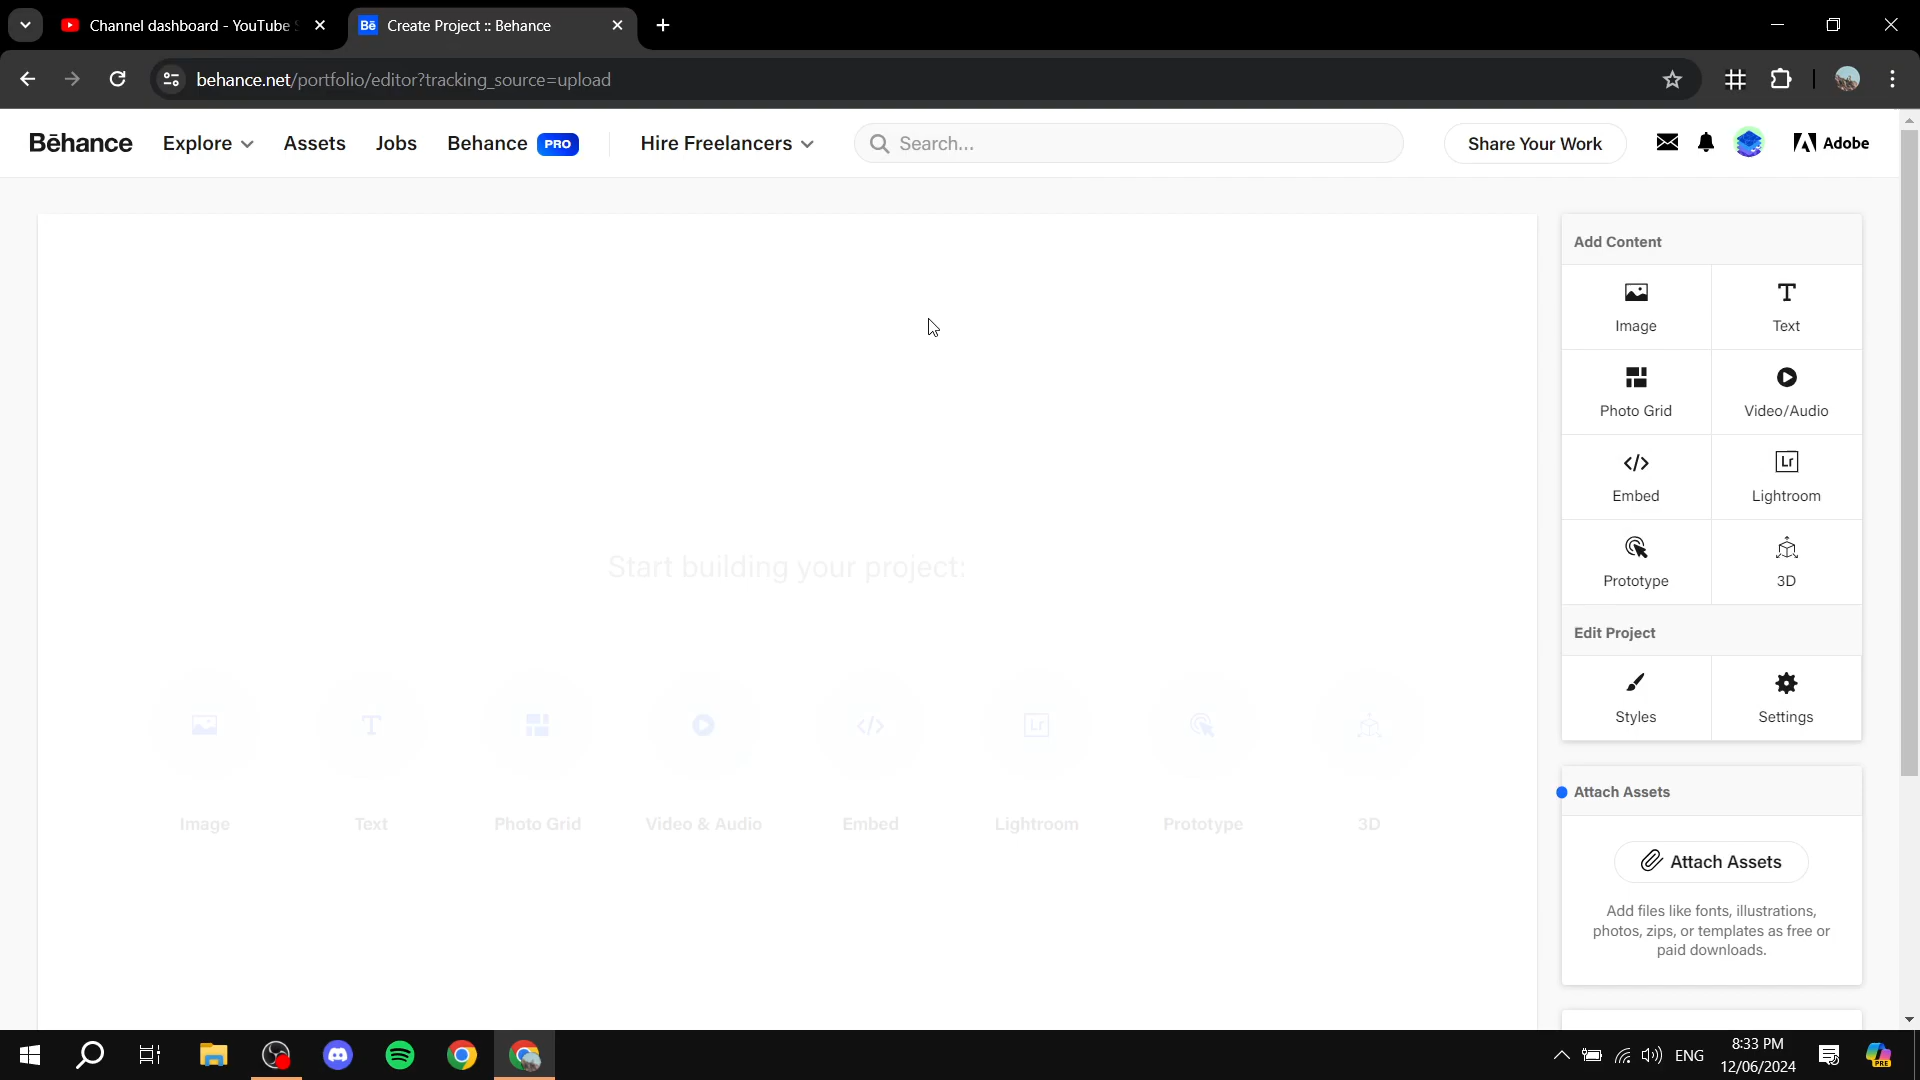 Channel dashboard - YouTube
Create Project :: Behance
behance.net/portfolio/editor?tracking_source=upload
Bēhance
Explore
Assets
Jobs
Behance PRO
Hire Freelancers
Search...
Share Your Work
Adobe
Start building your project:
Image
Text
Photo Grid
Video & Audio
Embed
Lr
Lightroom
Prototype
3D
Add Content
Image
Text
Photo Grid
Video/Audio
Embed
Lr
Lightroom
Prototype
3D
Edit Project
Styles
Settings
Attach Assets
Attach Assets
Add files like fonts, illustrations,
photos, zips, or templates as free or
paid downloads.
ENG
8:33 PM
12/06/2024
PRE